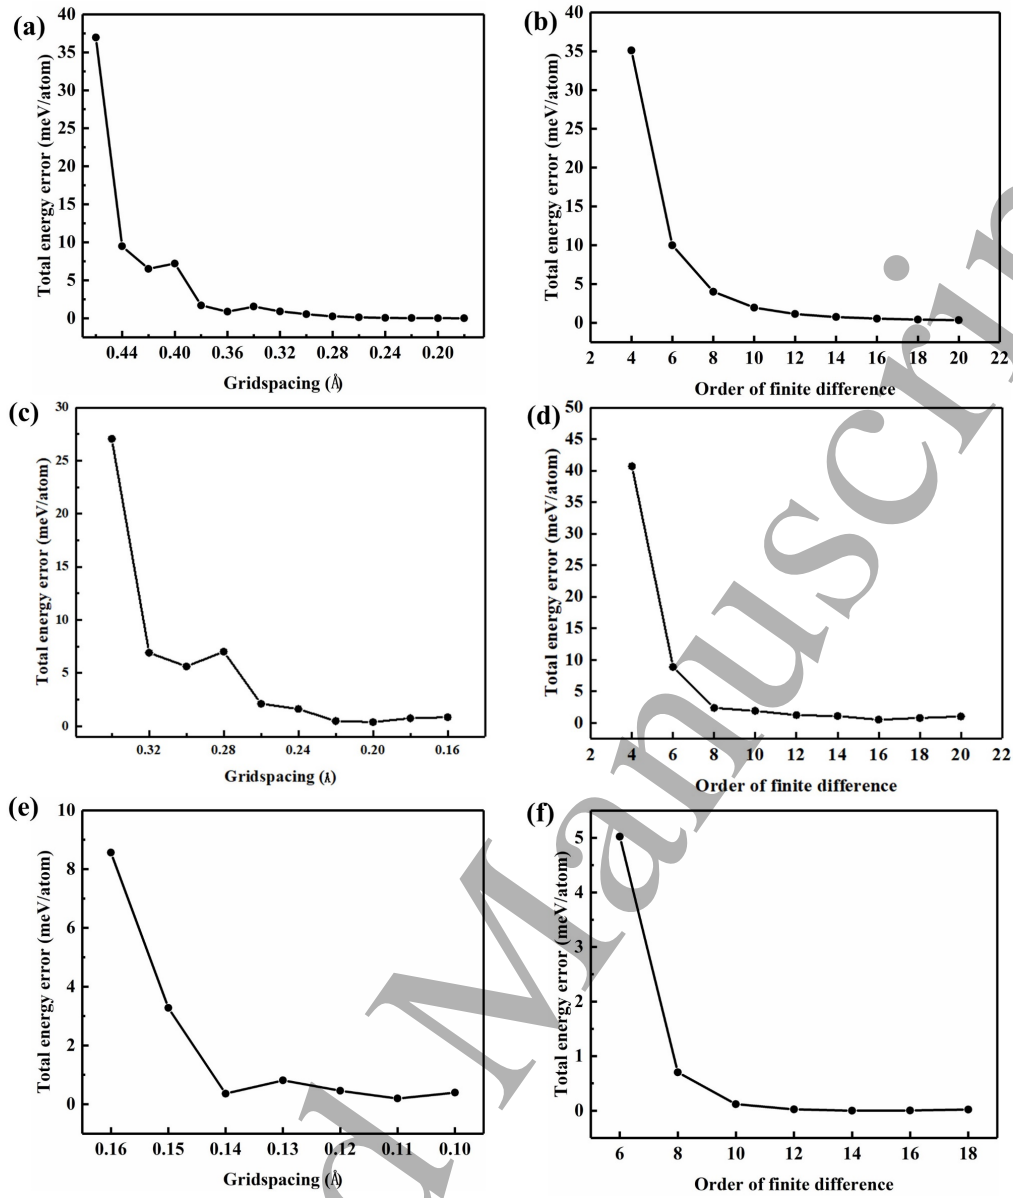 (a)
Total energy error (meV/atom)
40
35
30
25
20
15
10
5
0
0.44 0.40 0.36 0.32 0.28 0.24 0.20
Gridspacing (Å)
(b)
Total energy error (meV/atom)
40
35
30
25
20
15
10
5
0
2 4 6 8 10 12 14 16 18 20 22
Order of finite difference
(c)
Total energy error (meV/atom)
30
25
20
15
10
5
0
0.32 0.28 0.24 0.20 0.16
Gridspacing (Å)
(d)
Total energy error (meV/atom)
50
45
40
35
30
25
20
15
10
5
0
2 4 6 8 10 12 14 16 18 20 22
Order of finite difference
(e)
Total energy error (meV/atom)
10
8
6
4
2
0
0.16 0.15 0.14 0.13 0.12 0.11 0.10
Gridspacing (Å)
(f)
Total energy error (meV/atom)
5
4
3
2
1
0
6 8 10 12 14 16 18
Order of finite difference